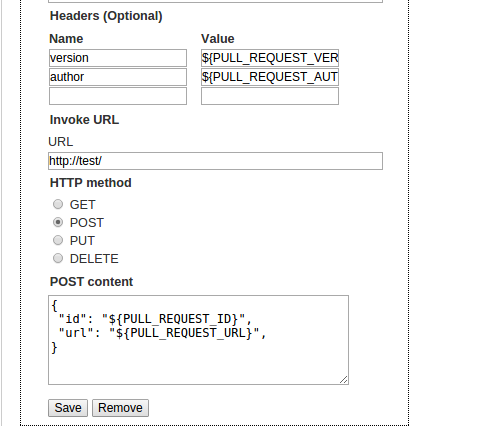 Headers (Optional)
Name Value
version ${PULL_REQUEST_VER
author ${PULL_REQUEST_AUT
Invoke URL
URL
http://test/
HTTP method
GET
POST
PUT
DELETE
POST content
{
"id": "${PULL_REQUEST_ID}",
"url": "${PULL_REQUEST_URL}",
}
Save Remove